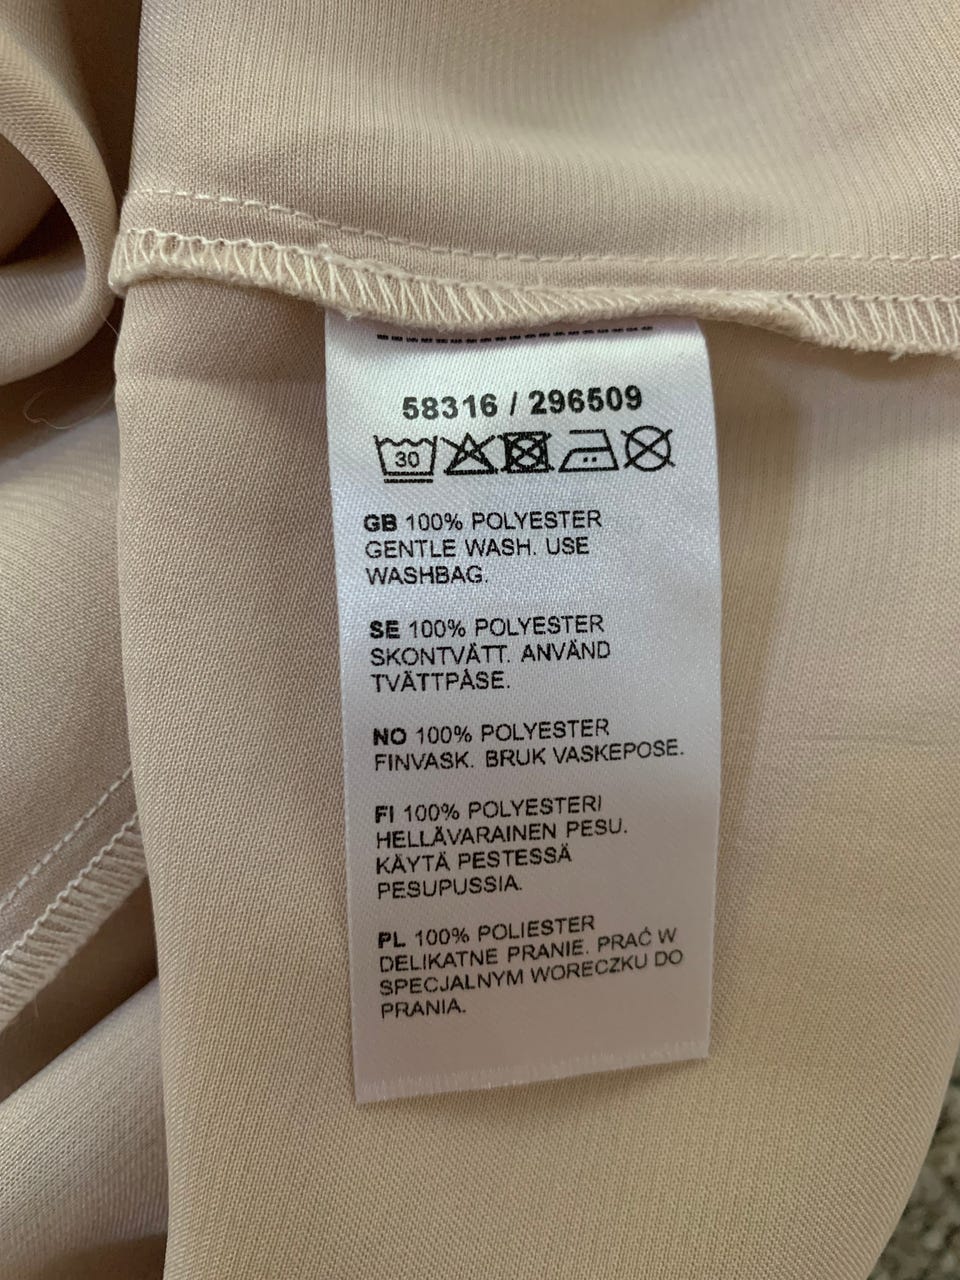 58316 / 296509
30
GB 100% POLYESTER
GENTLE WASH. USE
WASHBAG.
SE 100% POLYESTER
SKONTVÄTT. ANVÄND
TVÄTTPÅSE.
NO 100% POLYESTER
FINVASK. BRUK VASKEPOSE.
FI 100% POLYESTERI
HELLÄVARAINEN PESU.
KÄYTÄ PESTESSÄ
PESUPUSSIA.
PL 100% POLIESTER
DELIKATNE PRANIE. PRAĆ W
SPECJALNYM WORECZKU DO
PRANIA.